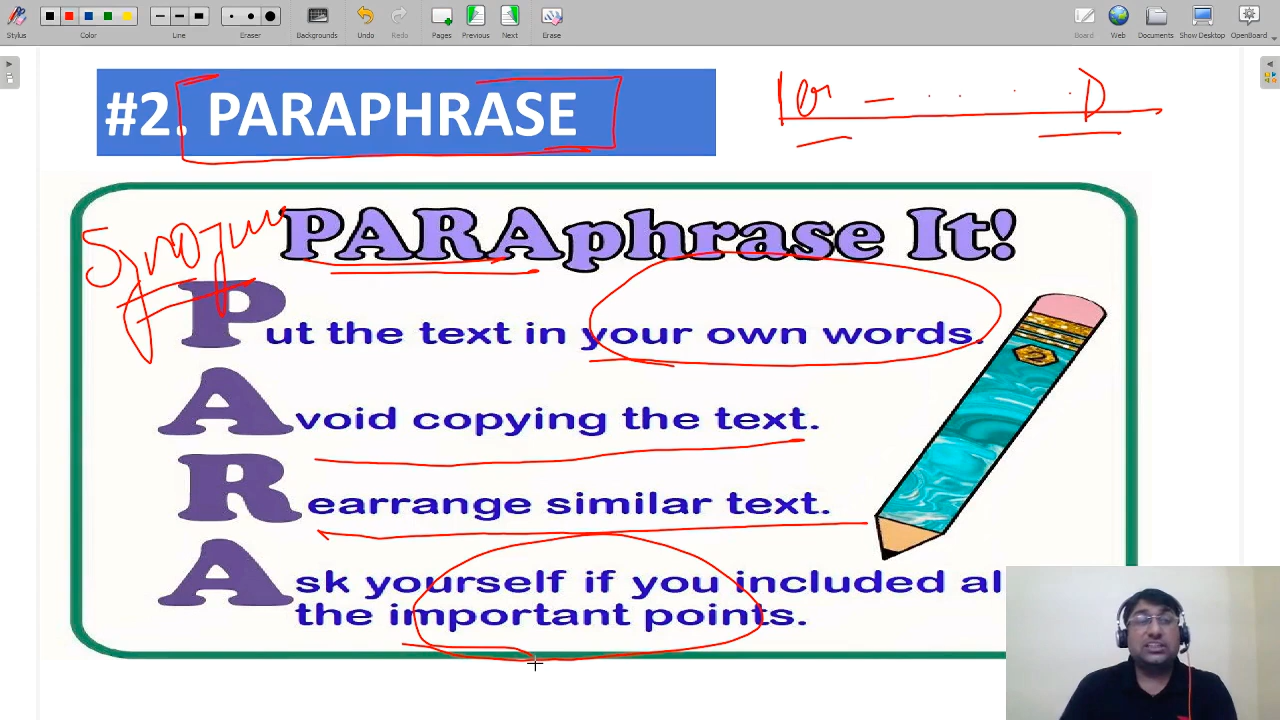 Stylus Color Line Eraser Backgrounds Undo Redo Pages Previous Next Erase Board Web Documents Show Desktop OpenBoard
#2. PARAPHRASE
PARAphrase It!
Put the text in your own words.
2
Avoid copying the text.
Rearrange similar text.
Ask yourself if you included al
the important points.